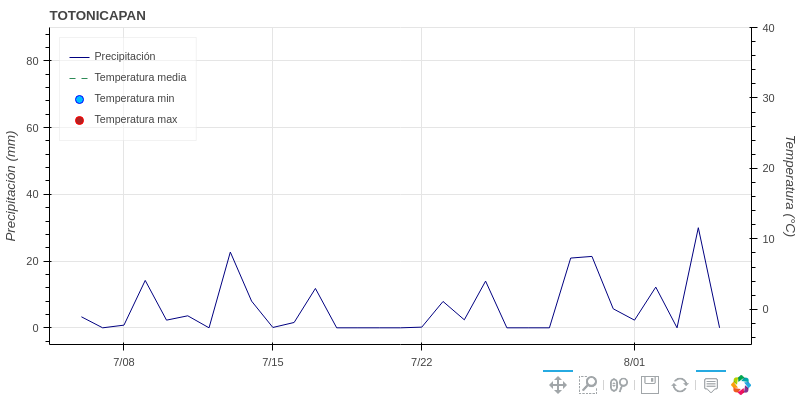 TOTONICAPAN
Precipitación
Temperatura media
Temperatura min
Temperatura max
Precipitación (mm)
80
60
40
20
0
Temperatura (°C)
40
30
20
10
0
7/08
7/15
7/22
8/01